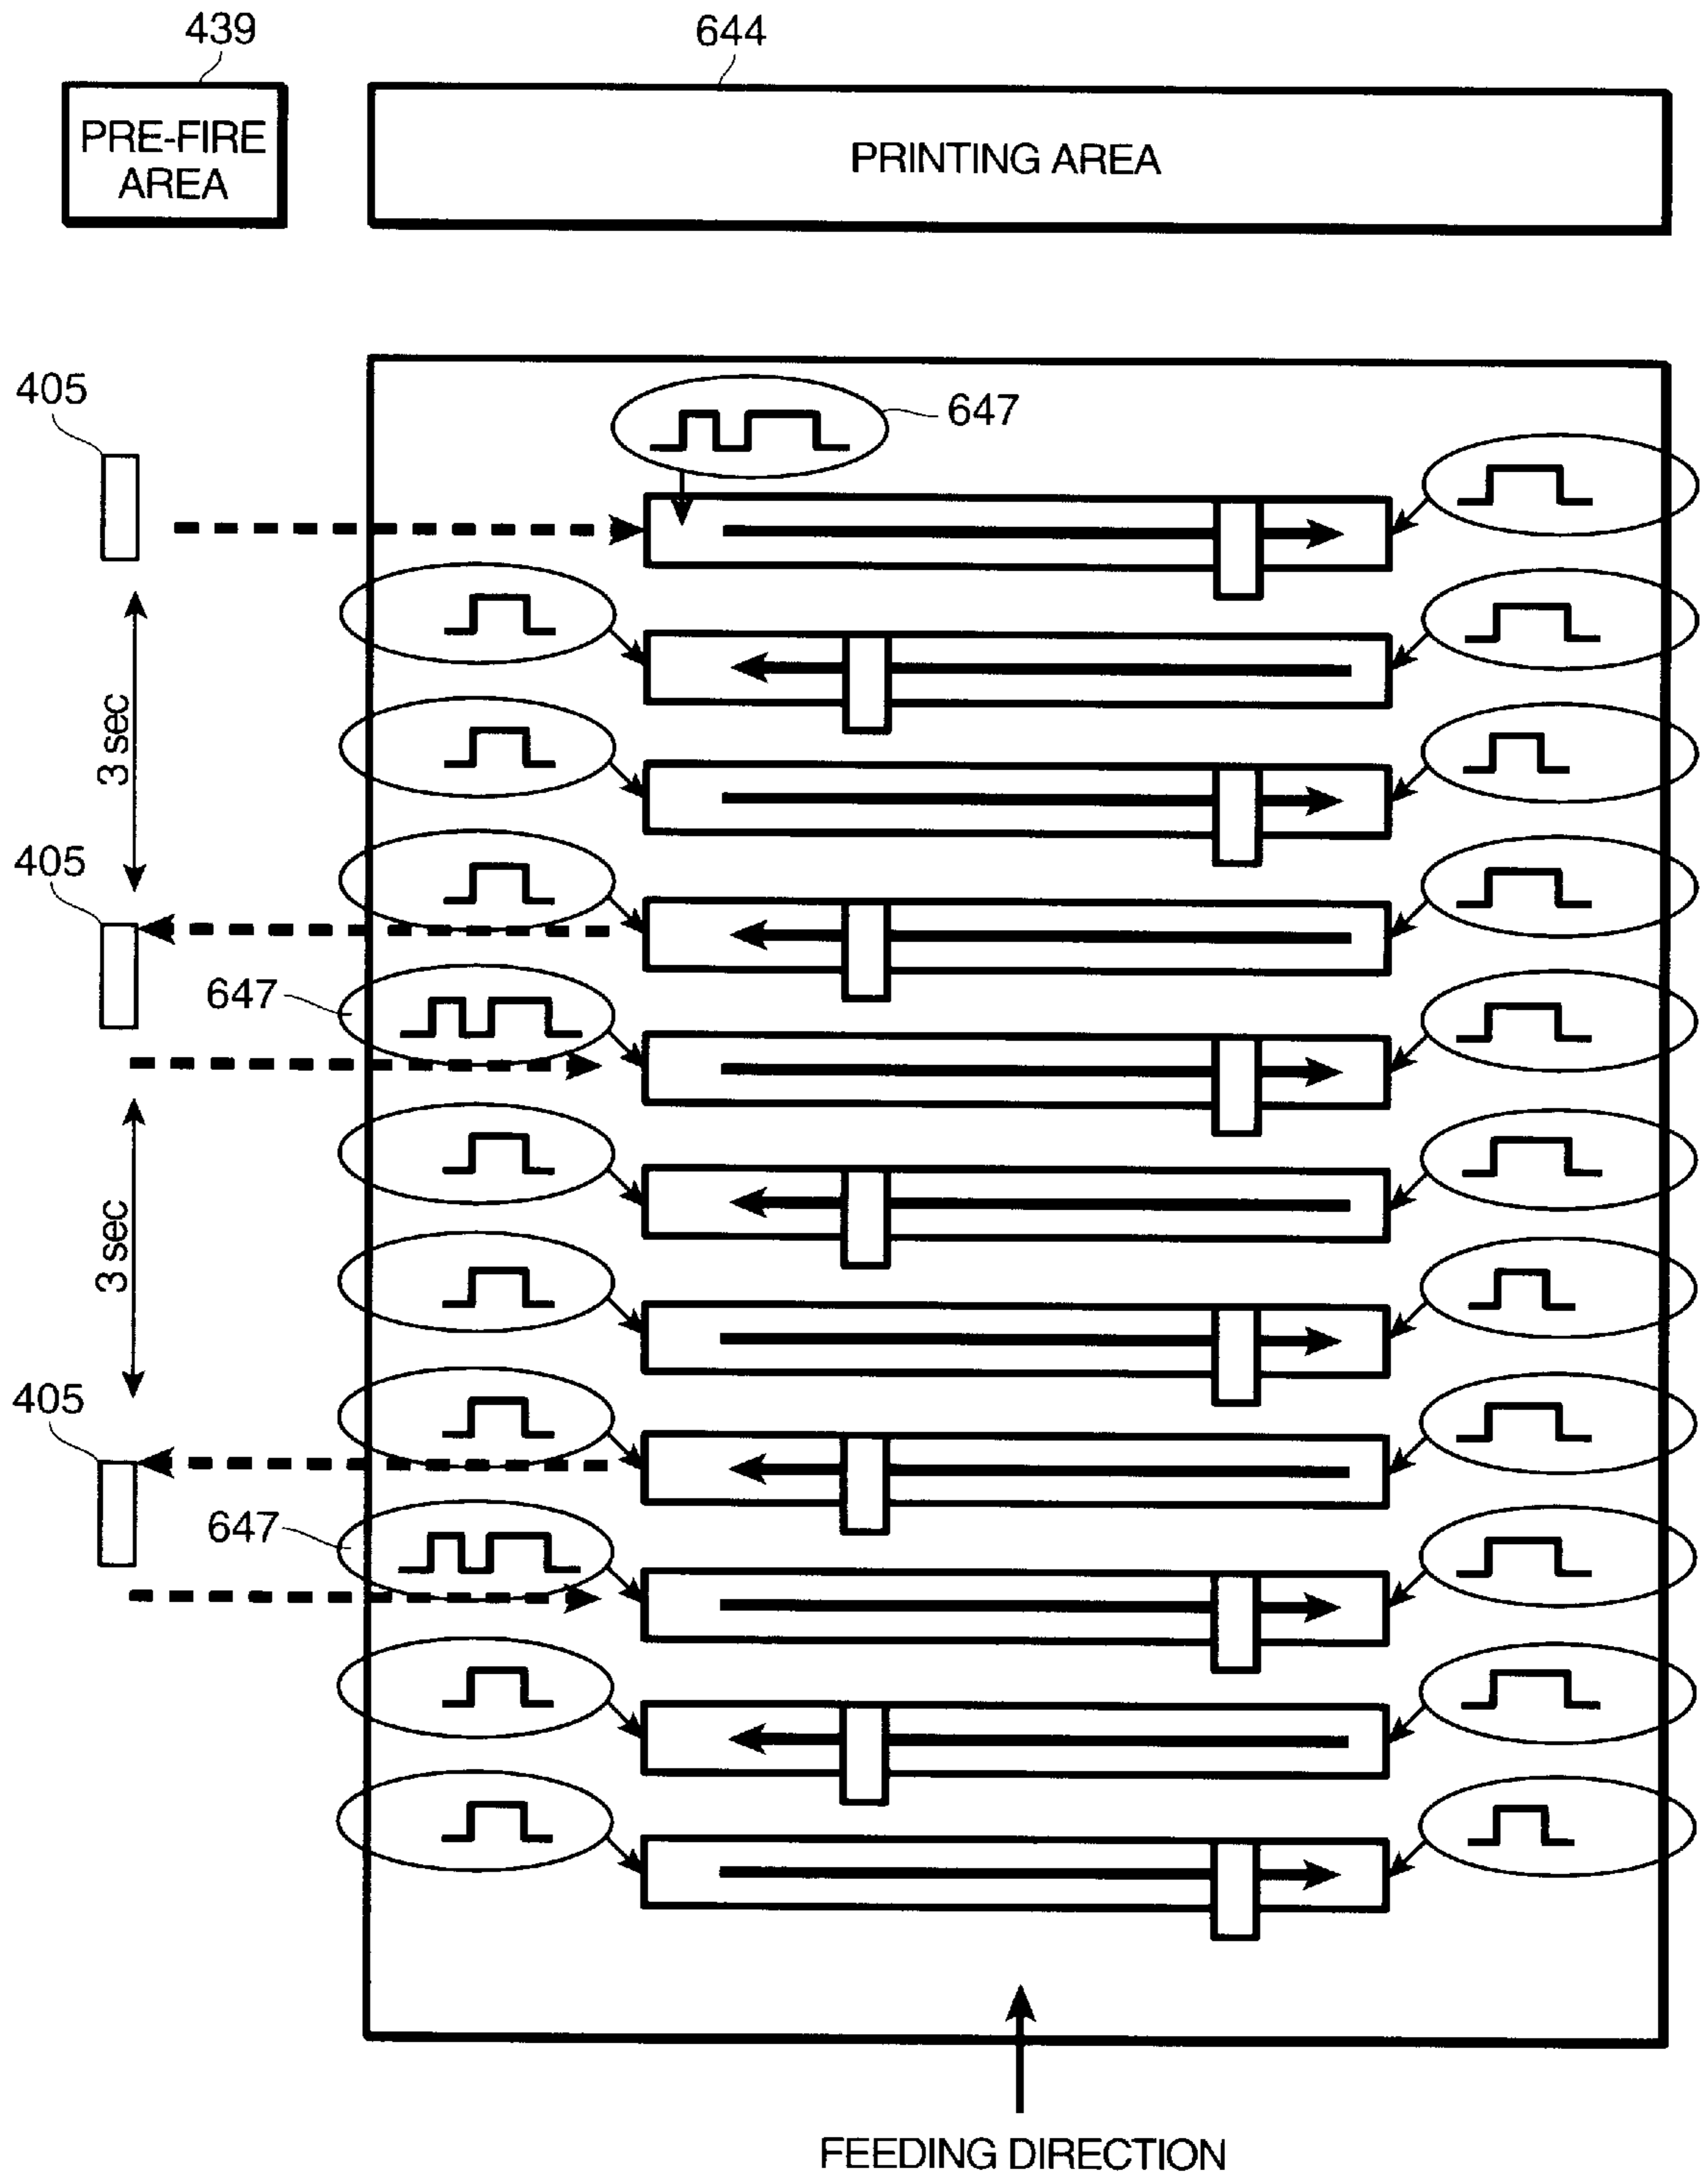 439
644
PRE-FIRE
AREA
PRINTING AREA
405
647
3 sec
405
647
3 sec
405
647
FEEDING DIRECTION